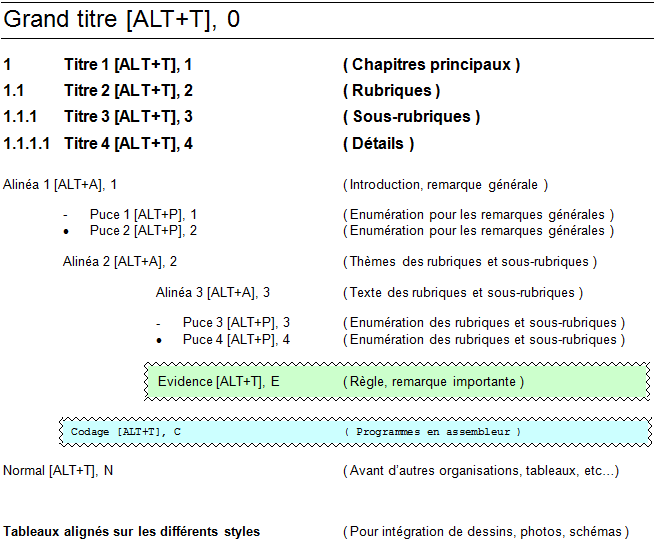 Grand titre [ALT+T], 0
1 Titre 1 [ALT+T], 1 ( Chapitres principaux )
1.1 Titre 2 [ALT+T], 2 ( Rubriques )
1.1.1 Titre 3 [ALT+T], 3 ( Sous-rubriques )
1.1.1.1 Titre 4 [ALT+T], 4 ( Détails )
Alinéa 1 [ALT+A], 1 ( Introduction, remarque générale )
- Puce 1 [ALT+P], 1 ( Enumération pour les remarques générales )
• Puce 2 [ALT+P], 2 ( Enumération pour les remarques générales )
Alinéa 2 [ALT+A], 2 ( Thèmes des rubriques et sous-rubriques )
Alinéa 3 [ALT+A], 3 ( Texte des rubriques et sous-rubriques )
- Puce 3 [ALT+P], 3 ( Enumération des rubriques et sous-rubriques )
• Puce 4 [ALT+P], 4 ( Enumération des rubriques et sous-rubriques )
Evidence [ALT+T], E ( Règle, remarque importante )
Codage [ALT+T], C ( Programmes en assembleur )
Normal [ALT+T], N ( Avant d'autres organisations, tableaux, etc...)
Tableaux alignés sur les différents styles ( Pour intégration de dessins, photos, schémas )